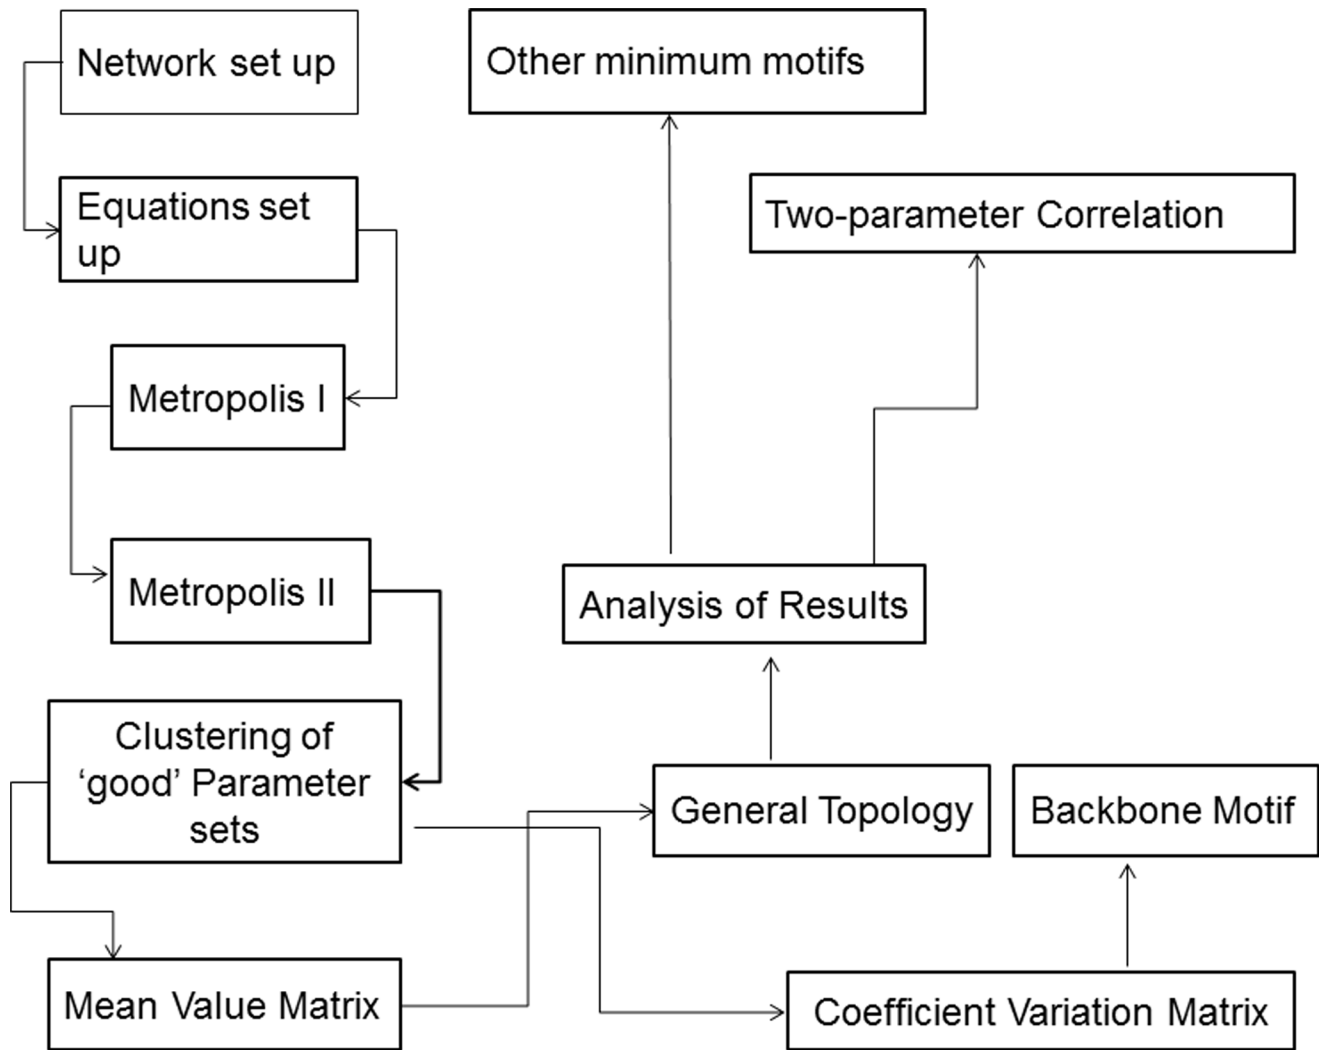 Network set up
Other minimum motifs
Equations set
up
Two-parameter Correlation
Metropolis I
Metropolis II
Analysis of Results
Clustering of
‘good’ Parameter
sets
General Topology
Backbone Motif
Mean Value Matrix
Coefficient Variation Matrix